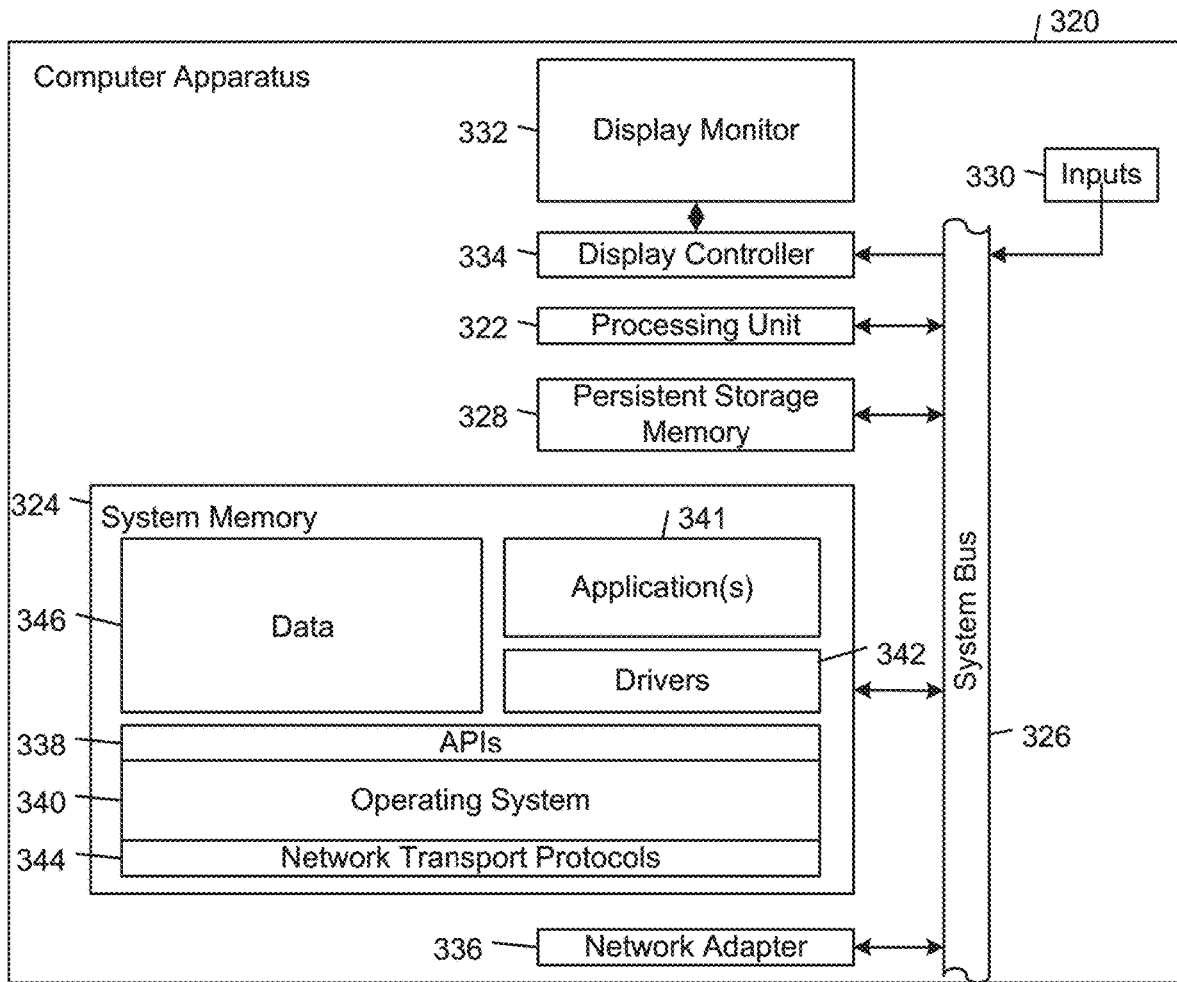 320
Computer Apparatus
332
Display Monitor
330
Inputs
334
Display Controller
322
Processing Unit
328
Persistent Storage
Memory
324
System Memory
341
346
Data
Application(s)
342
Drivers
System Bus
326
338
APIs
340
Operating System
344
Network Transport Protocols
336
Network Adapter